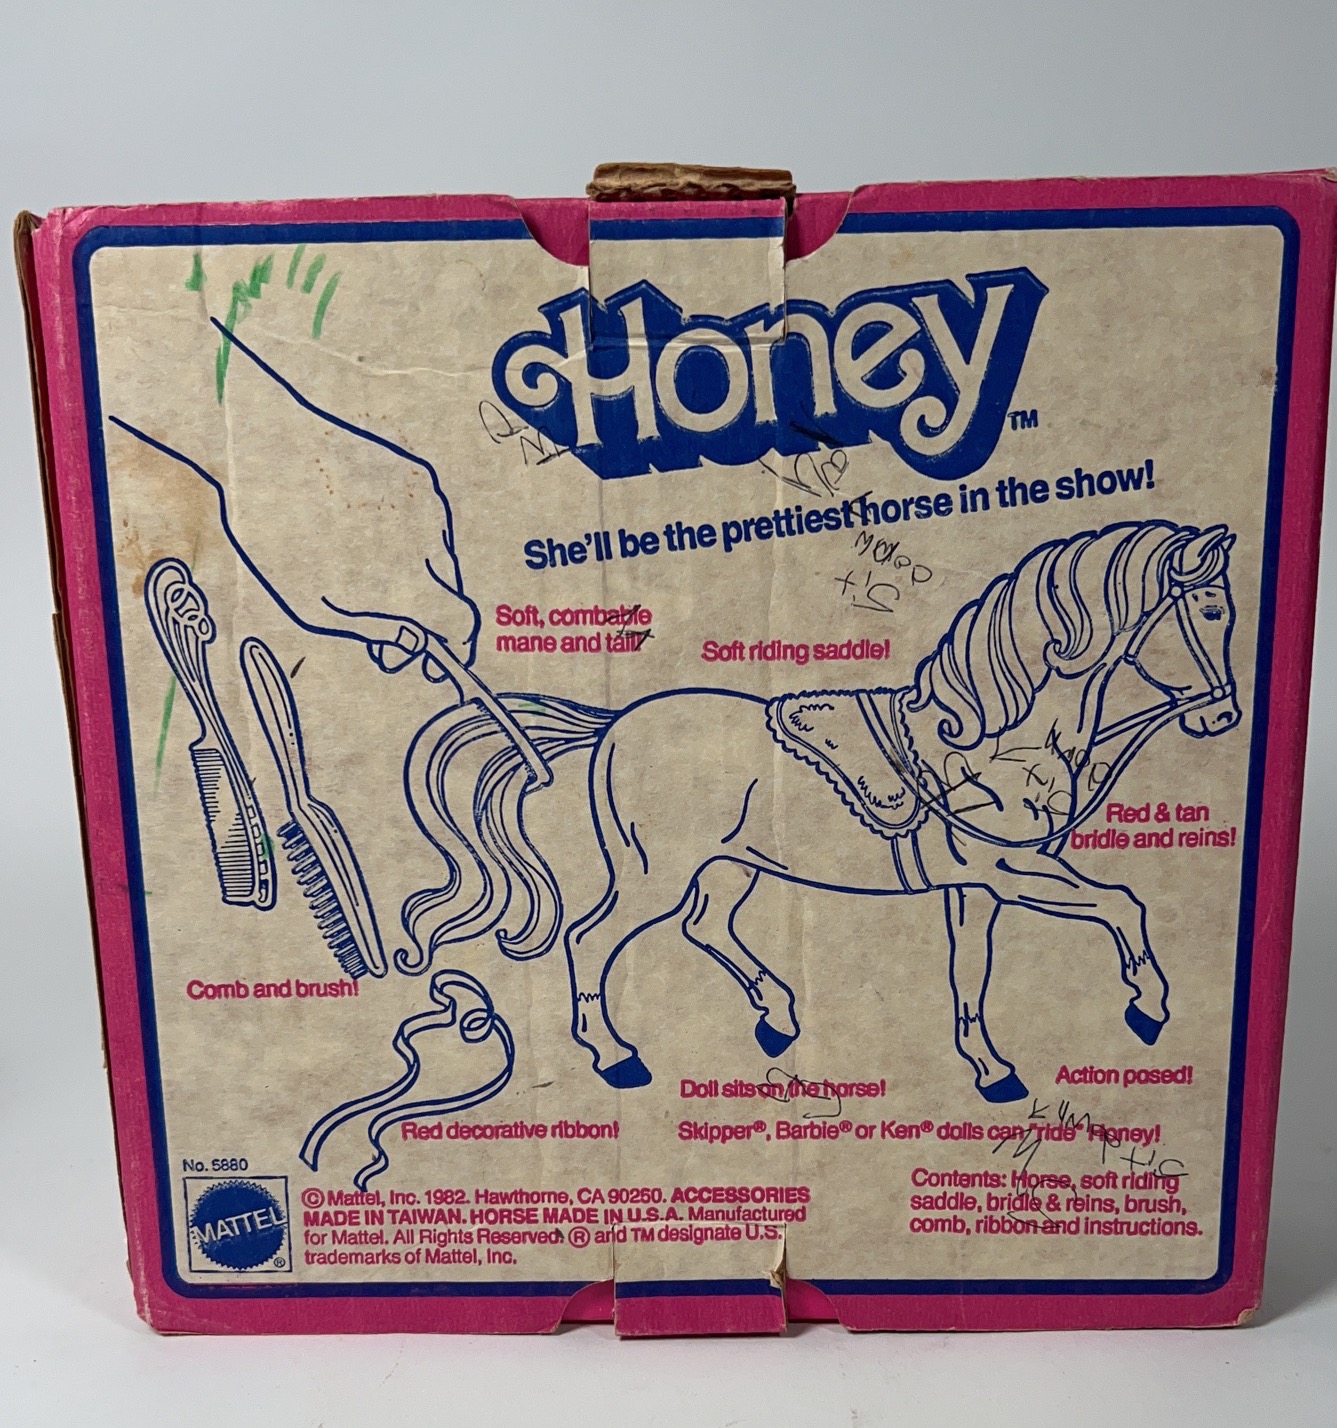 Honey TM
She'll be the prettiest horse in the show!
Soft, combable
mane and tail!
Soft riding saddle!
Red & tan
bridle and reins!
Comb and brush!
Doll sits on the horse!
Action posed!
Red decorative ribbon!
Skipper®, Barbie® or Ken® dolls can "ride" Honey!
No. 5880
MATTEL ®
© Mattel, Inc. 1982. Hawthorne, CA 90250. ACCESSORIES
MADE IN TAIWAN. HORSE MADE IN U.S.A. Manufactured
for Mattel. All Rights Reserved. ® and TM designate U.S.
trademarks of Mattel, Inc.
Contents: Horse, soft riding
saddle, bridle & reins, brush,
comb, ribbon and instructions.